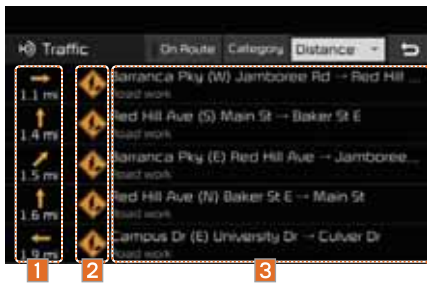 Traffic On Route Category Distance
1.1 mi Barranca Pky (W) Jamboree Rd → Red Hill ...
Road work
1.4 mi Red Hill Ave (S) Main St → Baker St E
Road work
1.5 mi Barranca Pky (E) Red Hill Ave → Jamboree...
Road work
1.6 mi Red Hill Ave (N) Baker St E → Main St
Road work
1.9 mi Campus Dr (E) University Dr → Culver Dr
Road work
1 2 3